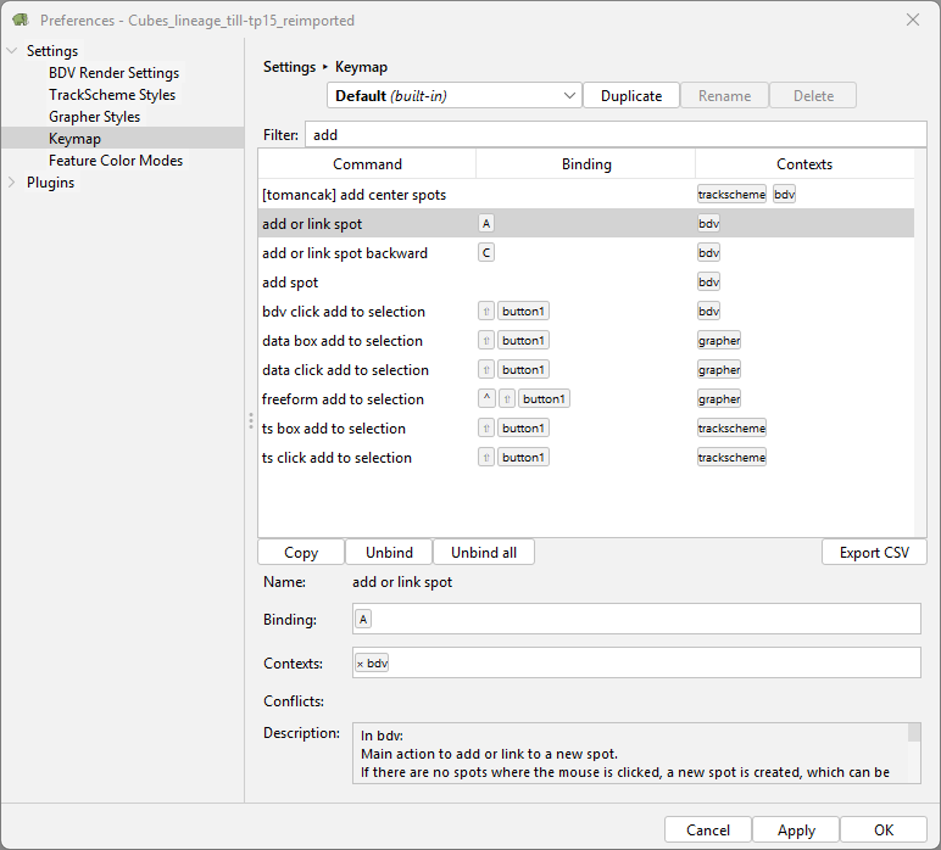 Preferences - Cubes_lineage_till-tp15_reimported
Settings
BDV Render Settings
TrackScheme Styles
Grapher Styles
Keymap
Feature Color Modes
Plugins
Settings ▸ Keymap
Default (built-in) Duplicate Rename Delete
Filter: add
Command Binding Contexts
[tomancak] add center spots trackscheme bdv
add or link spot A bdv
add or link spot backward C bdv
add spot bdv
bdv click add to selection ⇧ button1 bdv
data box add to selection ⇧ button1 grapher
data click add to selection ⇧ button1 grapher
freeform add to selection ^ ⇧ button1 grapher
ts box add to selection ⇧ button1 trackscheme
ts click add to selection ⇧ button1 trackscheme
Copy Unbind Unbind all Export CSV
Name: add or link spot
Binding: A
Contexts: × bdv
Conflicts:
Description: In bdv:
Main action to add or link to a new spot.
If there are no spots where the mouse is clicked, a new spot is created, which can be
Cancel Apply OK